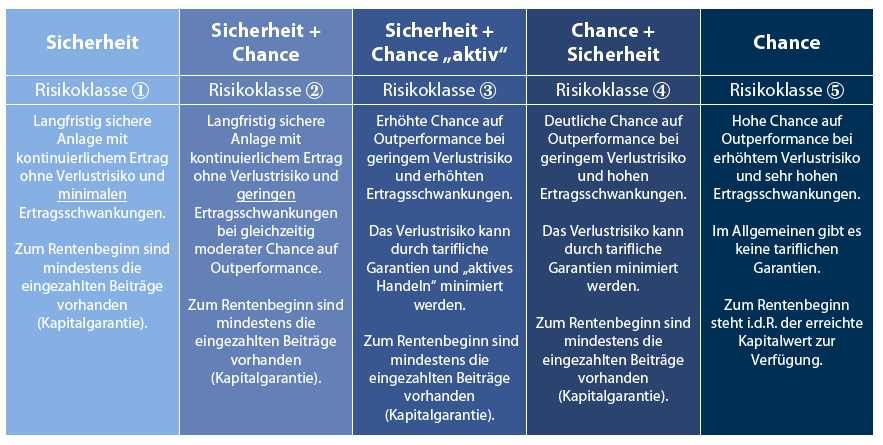 Sicherheit
Risikoklasse ①
Langfristig sichere
Anlage mit
kontinuierlichem Ertrag
ohne Verlustrisiko und
minimalen
Ertragsschwankungen.
Zum Rentenbeginn sind
mindestens die
eingezahlten Beiträge
vorhanden
(Kapitalgarantie).
Sicherheit +
Chance
Risikoklasse ②
Langfristig sichere
Anlage mit
kontinuierlichem Ertrag
ohne Verlustrisiko und
geringen
Ertragsschwankungen
bei gleichzeitig
moderater Chance auf
Outperformance.
Zum Rentenbeginn sind
mindestens die
eingezahlten Beiträge
vorhanden
(Kapitalgarantie).
Sicherheit +
Chance „aktiv“
Risikoklasse ③
Erhöhte Chance auf
Outperformance bei
geringem Verlustrisiko
und erhöhten
Ertragsschwankungen.
Das Verlustrisiko kann
durch tarifliche
Garantien und „aktives
Handeln“ minimiert
werden.
Zum Rentenbeginn sind
mindestens die
eingezahlten Beiträge
vorhanden
(Kapitalgarantie).
Chance +
Sicherheit
Risikoklasse ④
Deutliche Chance auf
Outperformance bei
geringem Verlustrisiko
und hohen
Ertragsschwankungen.
Das Verlustrisiko kann
durch tarifliche
Garantien minimiert
werden.
Zum Rentenbeginn sind
mindestens die
eingezahlten Beiträge
vorhanden
(Kapitalgarantie).
Chance
Risikoklasse ⑤
Hohe Chance auf
Outperformance bei
erhöhtem Verlustrisiko
und sehr hohen
Ertragsschwankungen.
Im Allgemeinen gibt es
keine tariflichen
Garantien.
Zum Rentenbeginn
steht i.d.R. der erreichte
Kapitalwert zur
Verfügung.